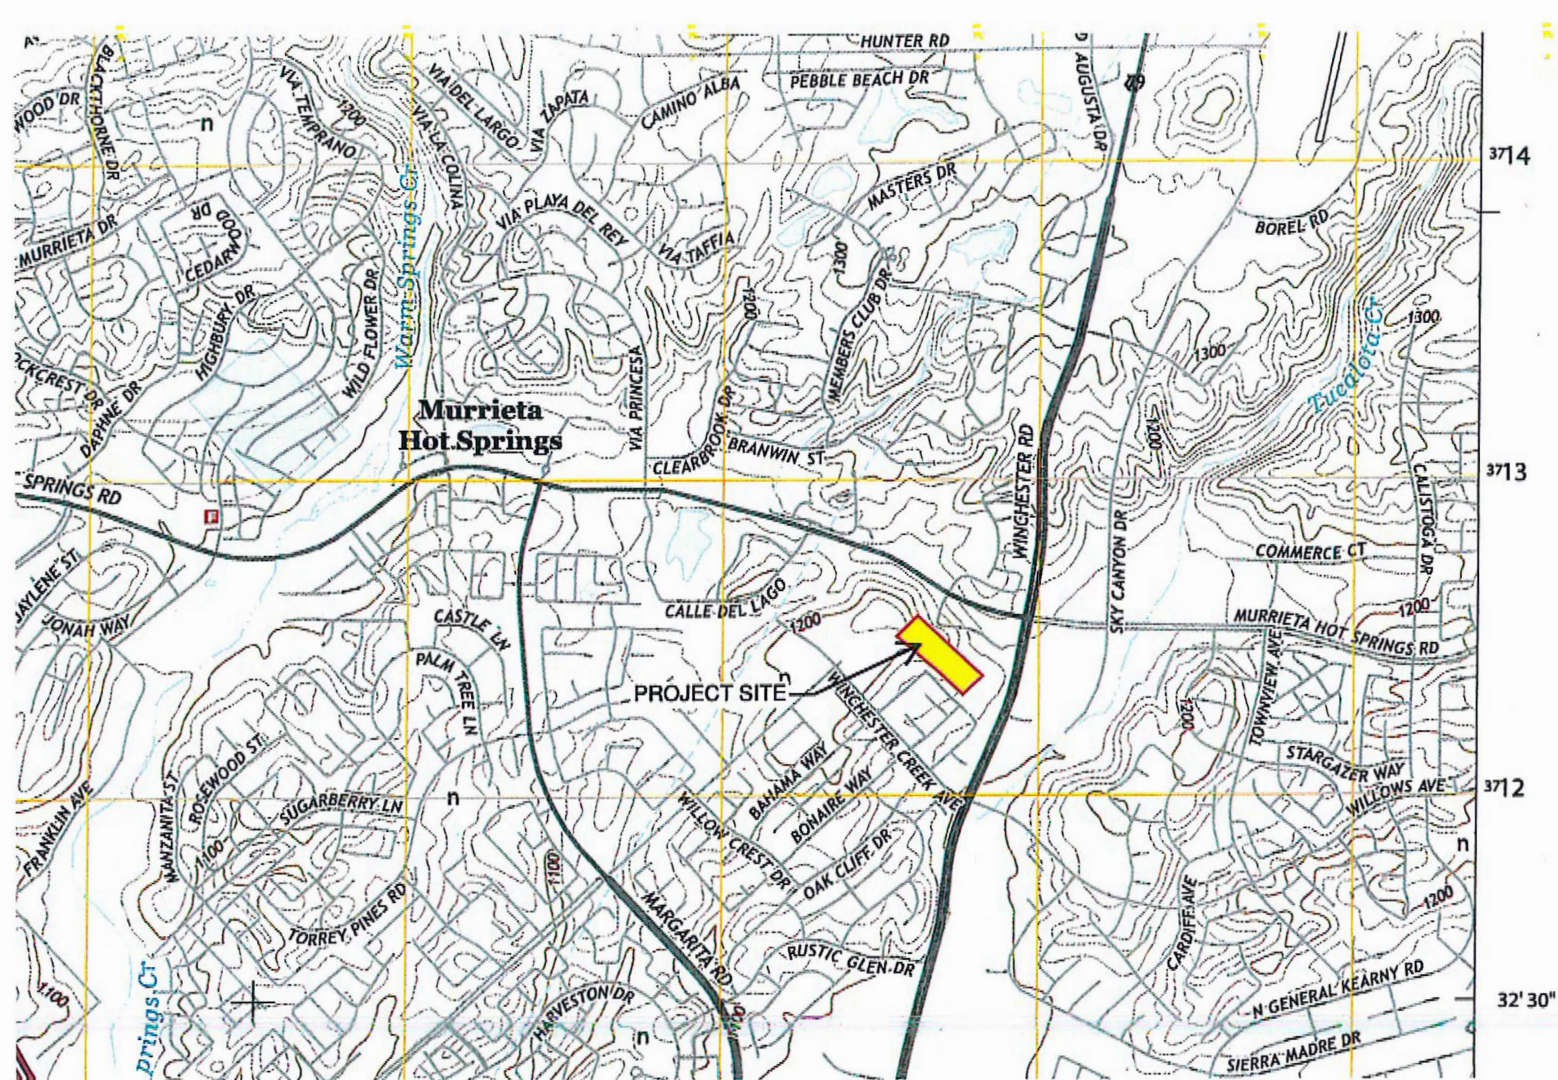 HUNTER RD
BLACKTHORNE DR
WOOD DR
VIA TEMPRANO
1200
VIA DEL LARGO
VIA LA COLINA
VIA ZAPATA
CAMINO ALBA
PEBBLE BEACH DR
AUGUSTA DR
79
n
3714
MASTERS DR
BOREL RD
MURRIETA DR
CEDARWOOD DR
Warm Springs Cr
VIA PLAYA DEL REY
VIA TAFFIA
1300
HIGHBURY DR
WILD FLOWER DR
1200
MEMBERS CLUB DR
1300
1300
Tucalota Cr
OCKCREST DR
DAPHNE DR
Murrieta
Hot Springs
VIA PRINCESA
CLEARBROOK DR
BRANWIN ST
WINCHESTER RD
1200
3713
SPRINGS RD
F
CALISTOGA DR
SKY CANYON DR
COMMERCE CT
JAYLENE ST
JONAH WAY
CASTLE LN
CALLE DEL LAGO
1200
1200
MURRIETA HOT SPRINGS RD
PALM TREE LN
PROJECT SITE
n
WINCHESTER CREEK AVE
1200
TOWNVIEW AVE
STARGAZER WAY
WILLOWS AVE
3712
ROSEWOOD ST
MANZANITA ST
SUGARBERRY LN
n
BAHAMA WAY
BONAIRE WAY
WILLOW CREST DR
OAK CLIFF DR
FRANKLIN AVE
1100
1100
n
1200
TORREY PINES RD
MARGARITA RD
RUSTIC GLEN DR
CARDIFF AVE
N GENERAL KEARNY RD
1100
prings Cr
HARVESTON DR
n
32'30"
SIERRA MADRE DR